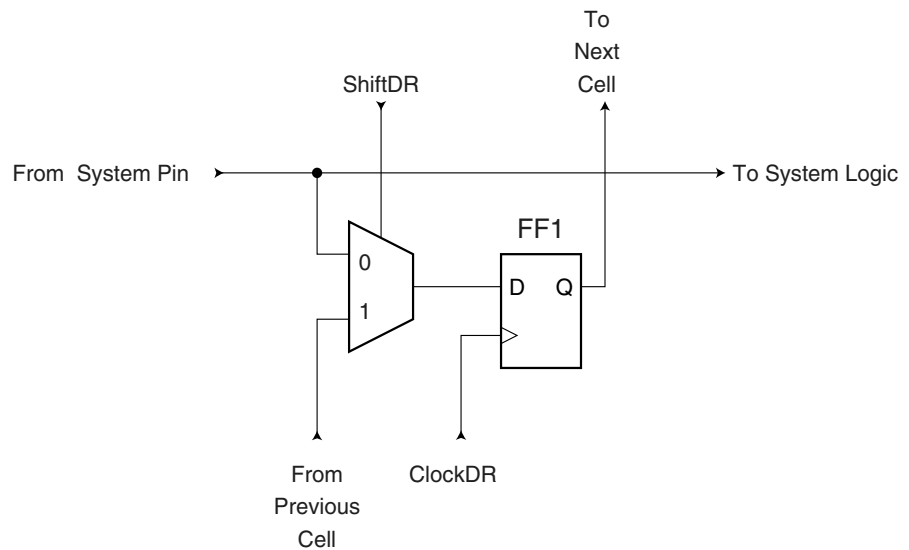 To
Next
Cell
ShiftDR
From System Pin
To System Logic
FF1
0
D Q
1
From
Previous
Cell
ClockDR